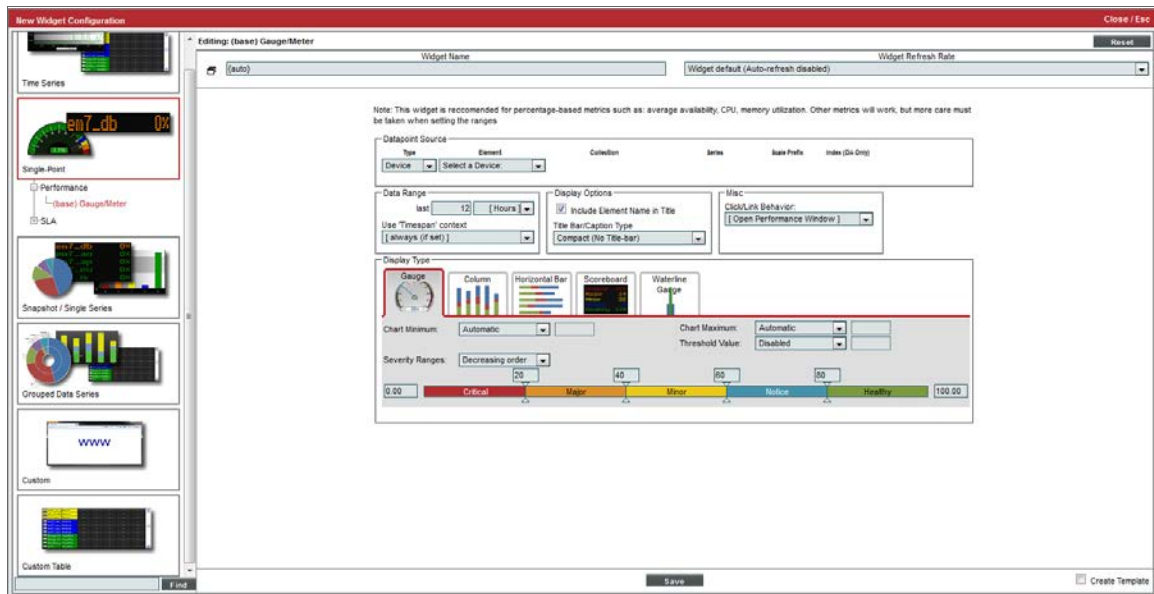 New Widget Configuration
Close / Esc
Time Series
em7_db 0%
Single-Point
Performance
(base) Gauge/Meter
SLA
Snapshot / Single Series
Grouped Data Series
www
Custom
Custom Table
Find
Editing: (base) Gauge/Meter
Reset
Widget Name
Widget Refresh Rate
{auto}
Widget default (Auto-refresh disabled)
Note: This widget is reccomended for percentage-based metrics such as: average availability, CPU, memory utilization. Other metrics will work, but more care must
be taken when setting the ranges
Datapoint Source
Type Element Collection Series Scale Prefix Index (DA Only)
Device Select a Device:
Data Range
last 12 [ Hours ]
Use 'Timespan' context
[ always (if set) ]
Display Options
Include Element Name in Title
Title Bar/Caption Type
Compact (No Title-bar)
Misc
Click/Link Behavior:
[ Open Performance Window ]
Display Type
Gauge Column Horizontal Bar Scoreboard Waterline
Gauge
Chart Minimum: Automatic Chart Maximum: Automatic
Threshold Value: Disabled
Severity Ranges: Decreasing order
20 40 60 80
0.00 Critical Major Minor Notice Healthy 100.00
Save
Create Template